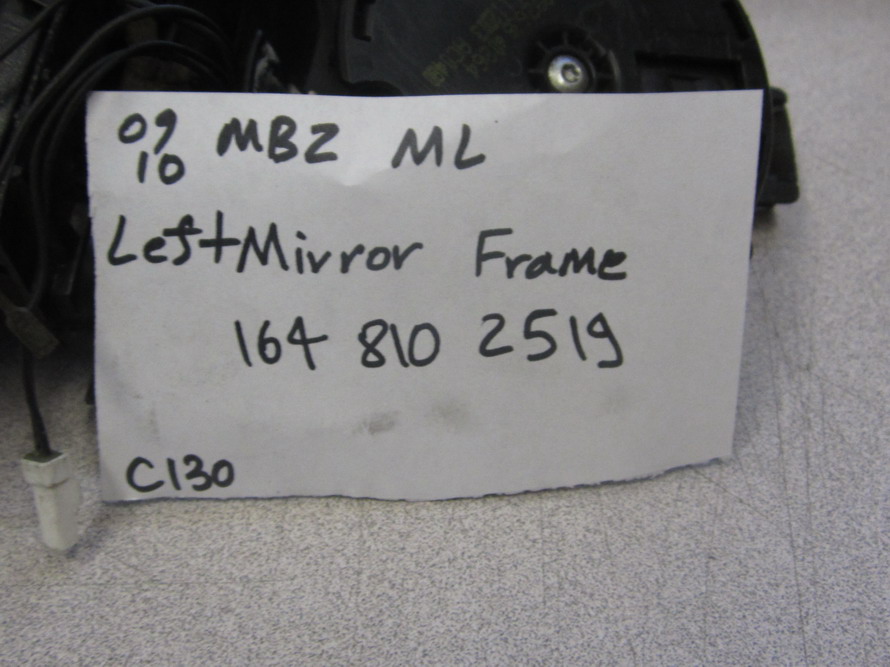 09 MBZ ML
10
Left Mirror Frame
164 810 2519
C130